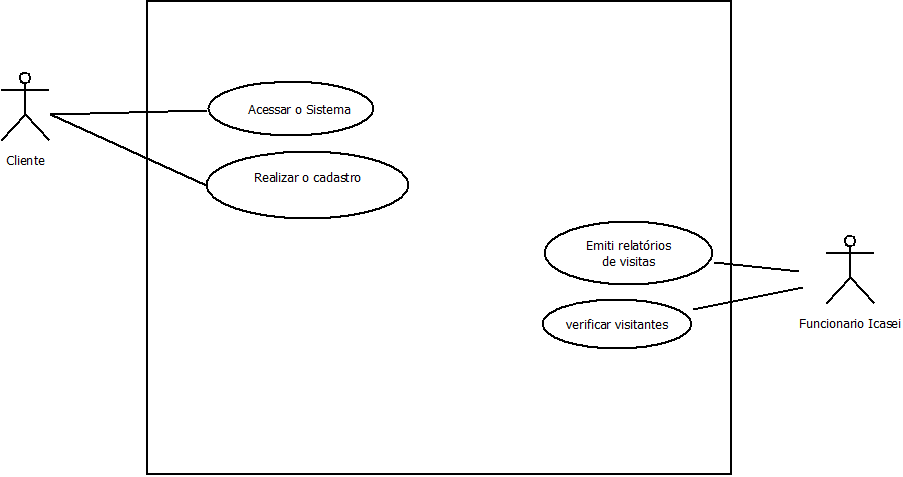 Acessar o Sistema
Cliente
Realizar o cadastro
Emiti relatórios
de visitas
verificar visitantes
Funcionario Icasei